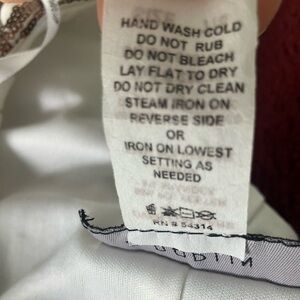 HAND WASH COLD
DO NOT RUB
DO NOT BLEACH
LAY FLAT TO DRY
DO NOT DRY CLEAN
STEAM IRON ON
REVERSE SIDE
OR
IRON ON LOWEST
SETTING AS
NEEDED
RN # 54314